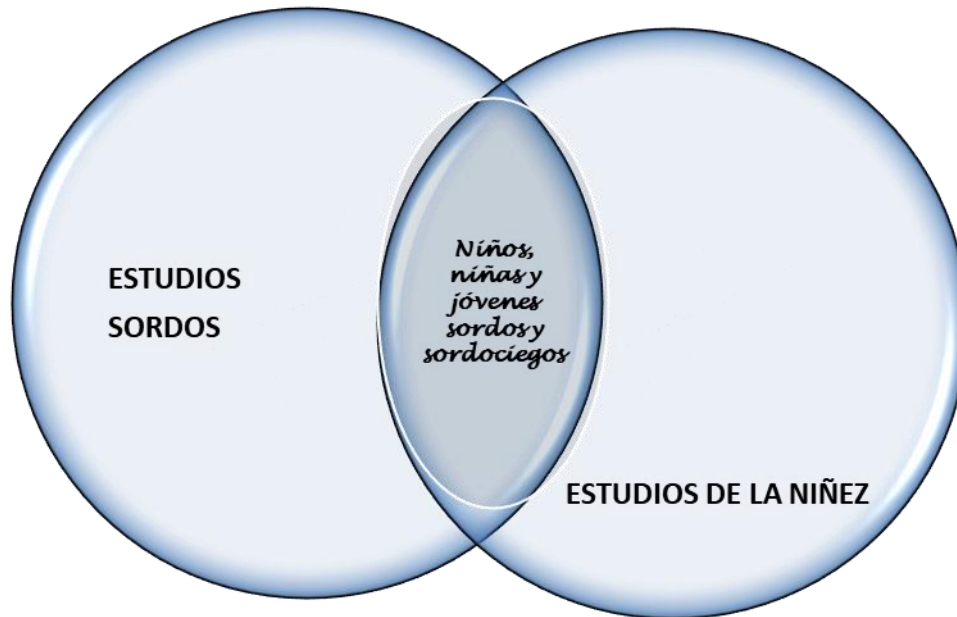 ESTUDIOS
SORDOS
Niños,
niñas y
jóvenes
sordos y
sordociegos
ESTUDIOS DE LA NIÑEZ